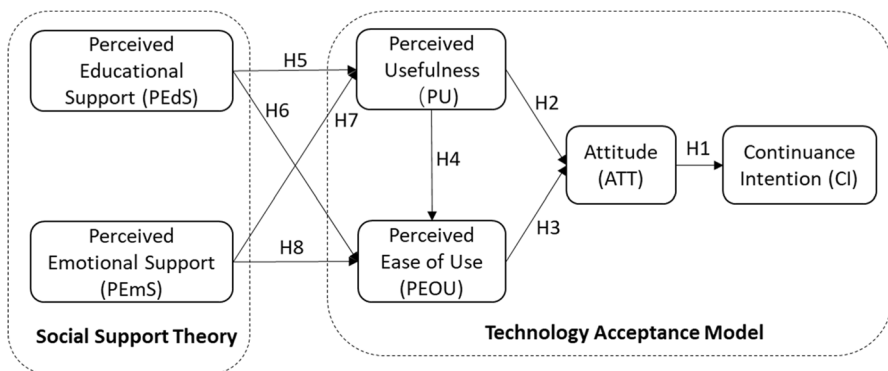 Perceived
Educational
Support (PEdS)
H5
H6
H7
Perceived
Usefulness
(PU)
H2
H4
Attitude
(ATT)
H1
Continuance
Intention (CI)
Perceived
Emotional Support
(PEmS)
H8
Perceived
Ease of Use
(PEOU)
H3
Social Support Theory
Technology Acceptance Model